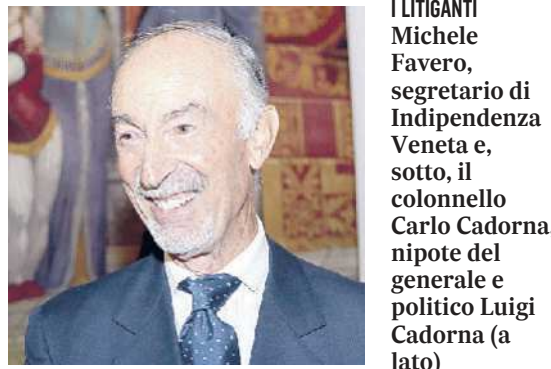 I LITIGANTI
Michele
Favero,
segretario di
Indipendenza
Veneta e,
sotto, il
colonnello
Carlo Cadorna,
nipote del
generale e
politico Luigi
Cadorna (a
lato)